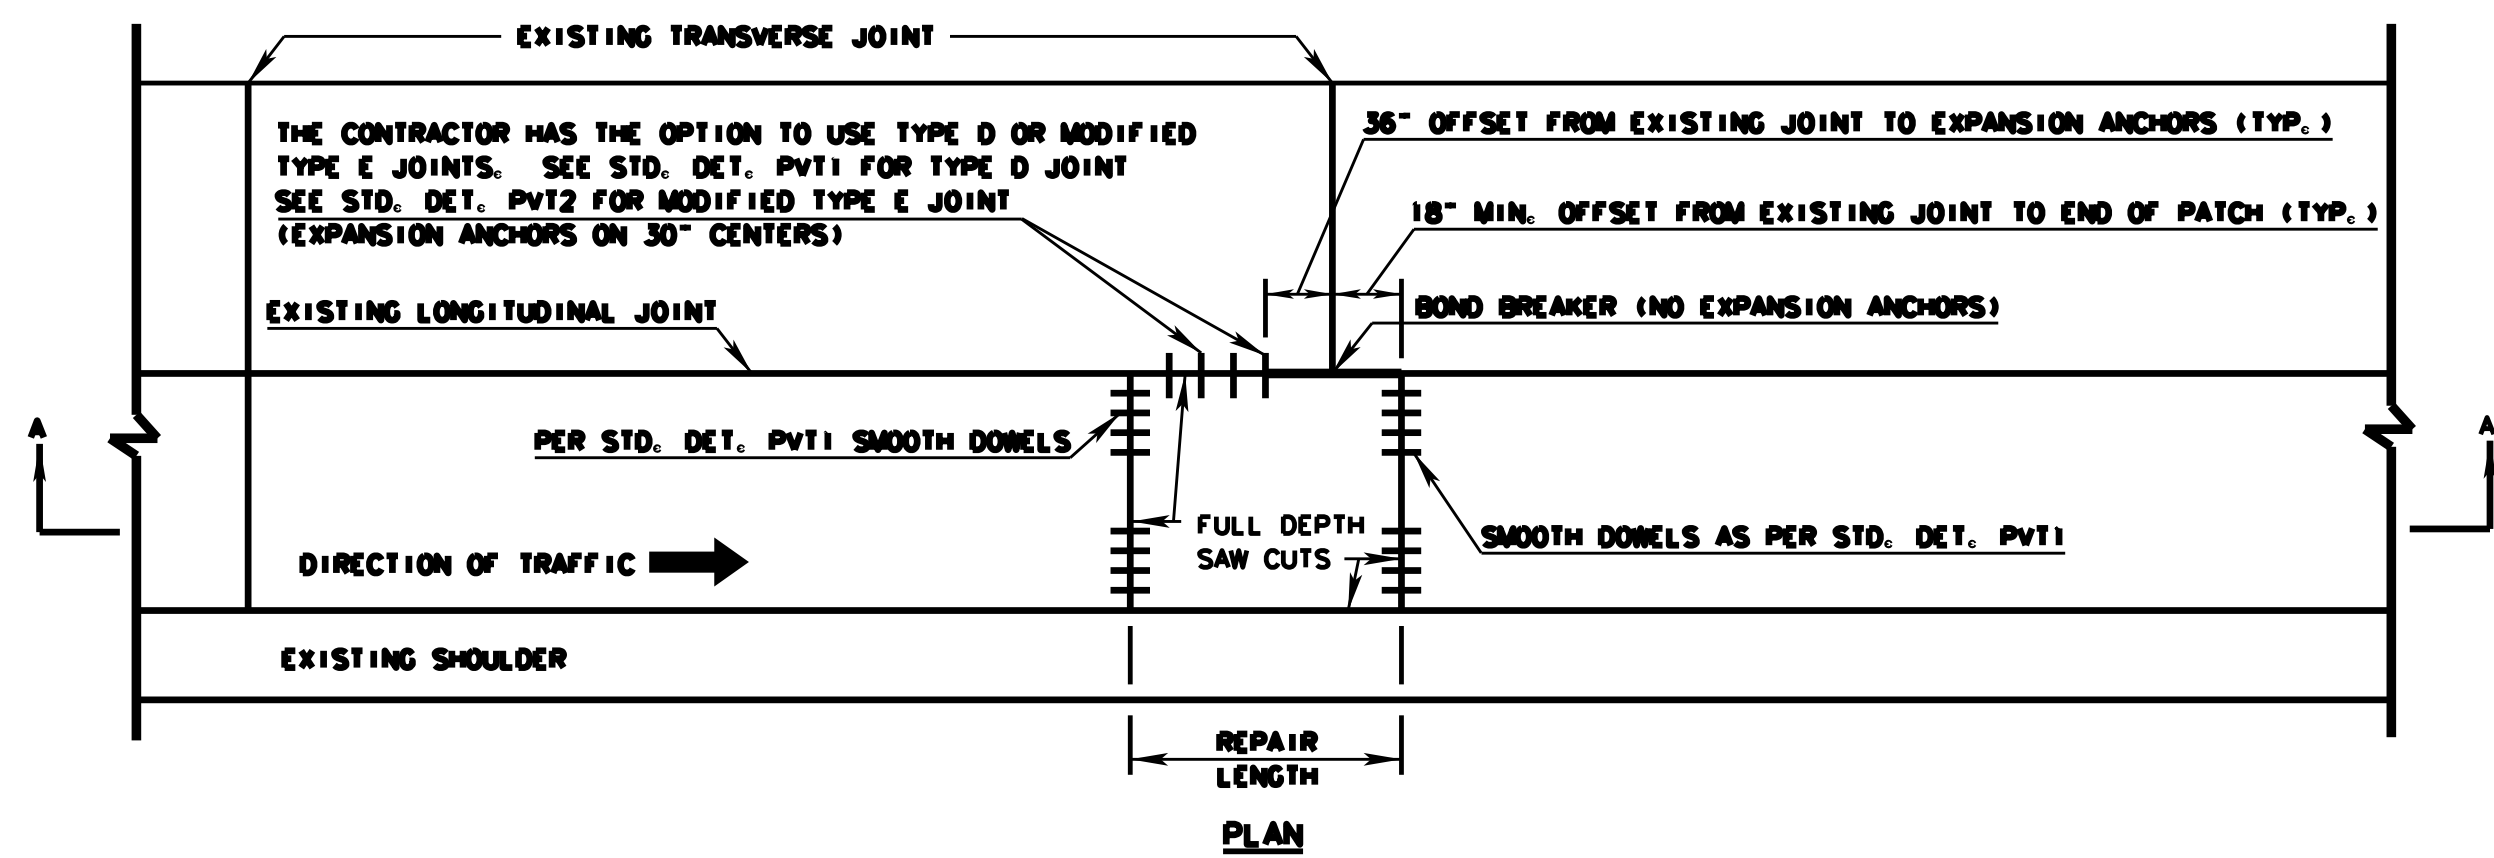 EXISTING TRANSVERSE JOINT
THE CONTRACTOR HAS THE OPTION TO USE TYPE D OR MODIFIED
TYPE E JOINTS. SEE STD. DET. PVT1 FOR TYPE D JOINT
SEE STD. DET. PVT2 FOR MODIFIED TYPE E JOINT
(EXPANSION ANCHORS ON 30" CENTERS)
36" OFFSET FROM EXISTING JOINT TO EXPANSION ANCHORS (TYP.)
18" MIN. OFFSET FROM EXISTING JOINT TO END OF PATCH (TYP.)
EXISTING LONGITUDINAL JOINT
BOND BREAKER (NO EXPANSION ANCHORS)
A
A
PER STD. DET. PVT1 SMOOTH DOWELS
FULL DEPTH
SAW CUTS
SMOOTH DOWELS AS PER STD. DET. PVT1
DIRECTION OF TRAFFIC
EXISTING SHOULDER
REPAIR
LENGTH
PLAN